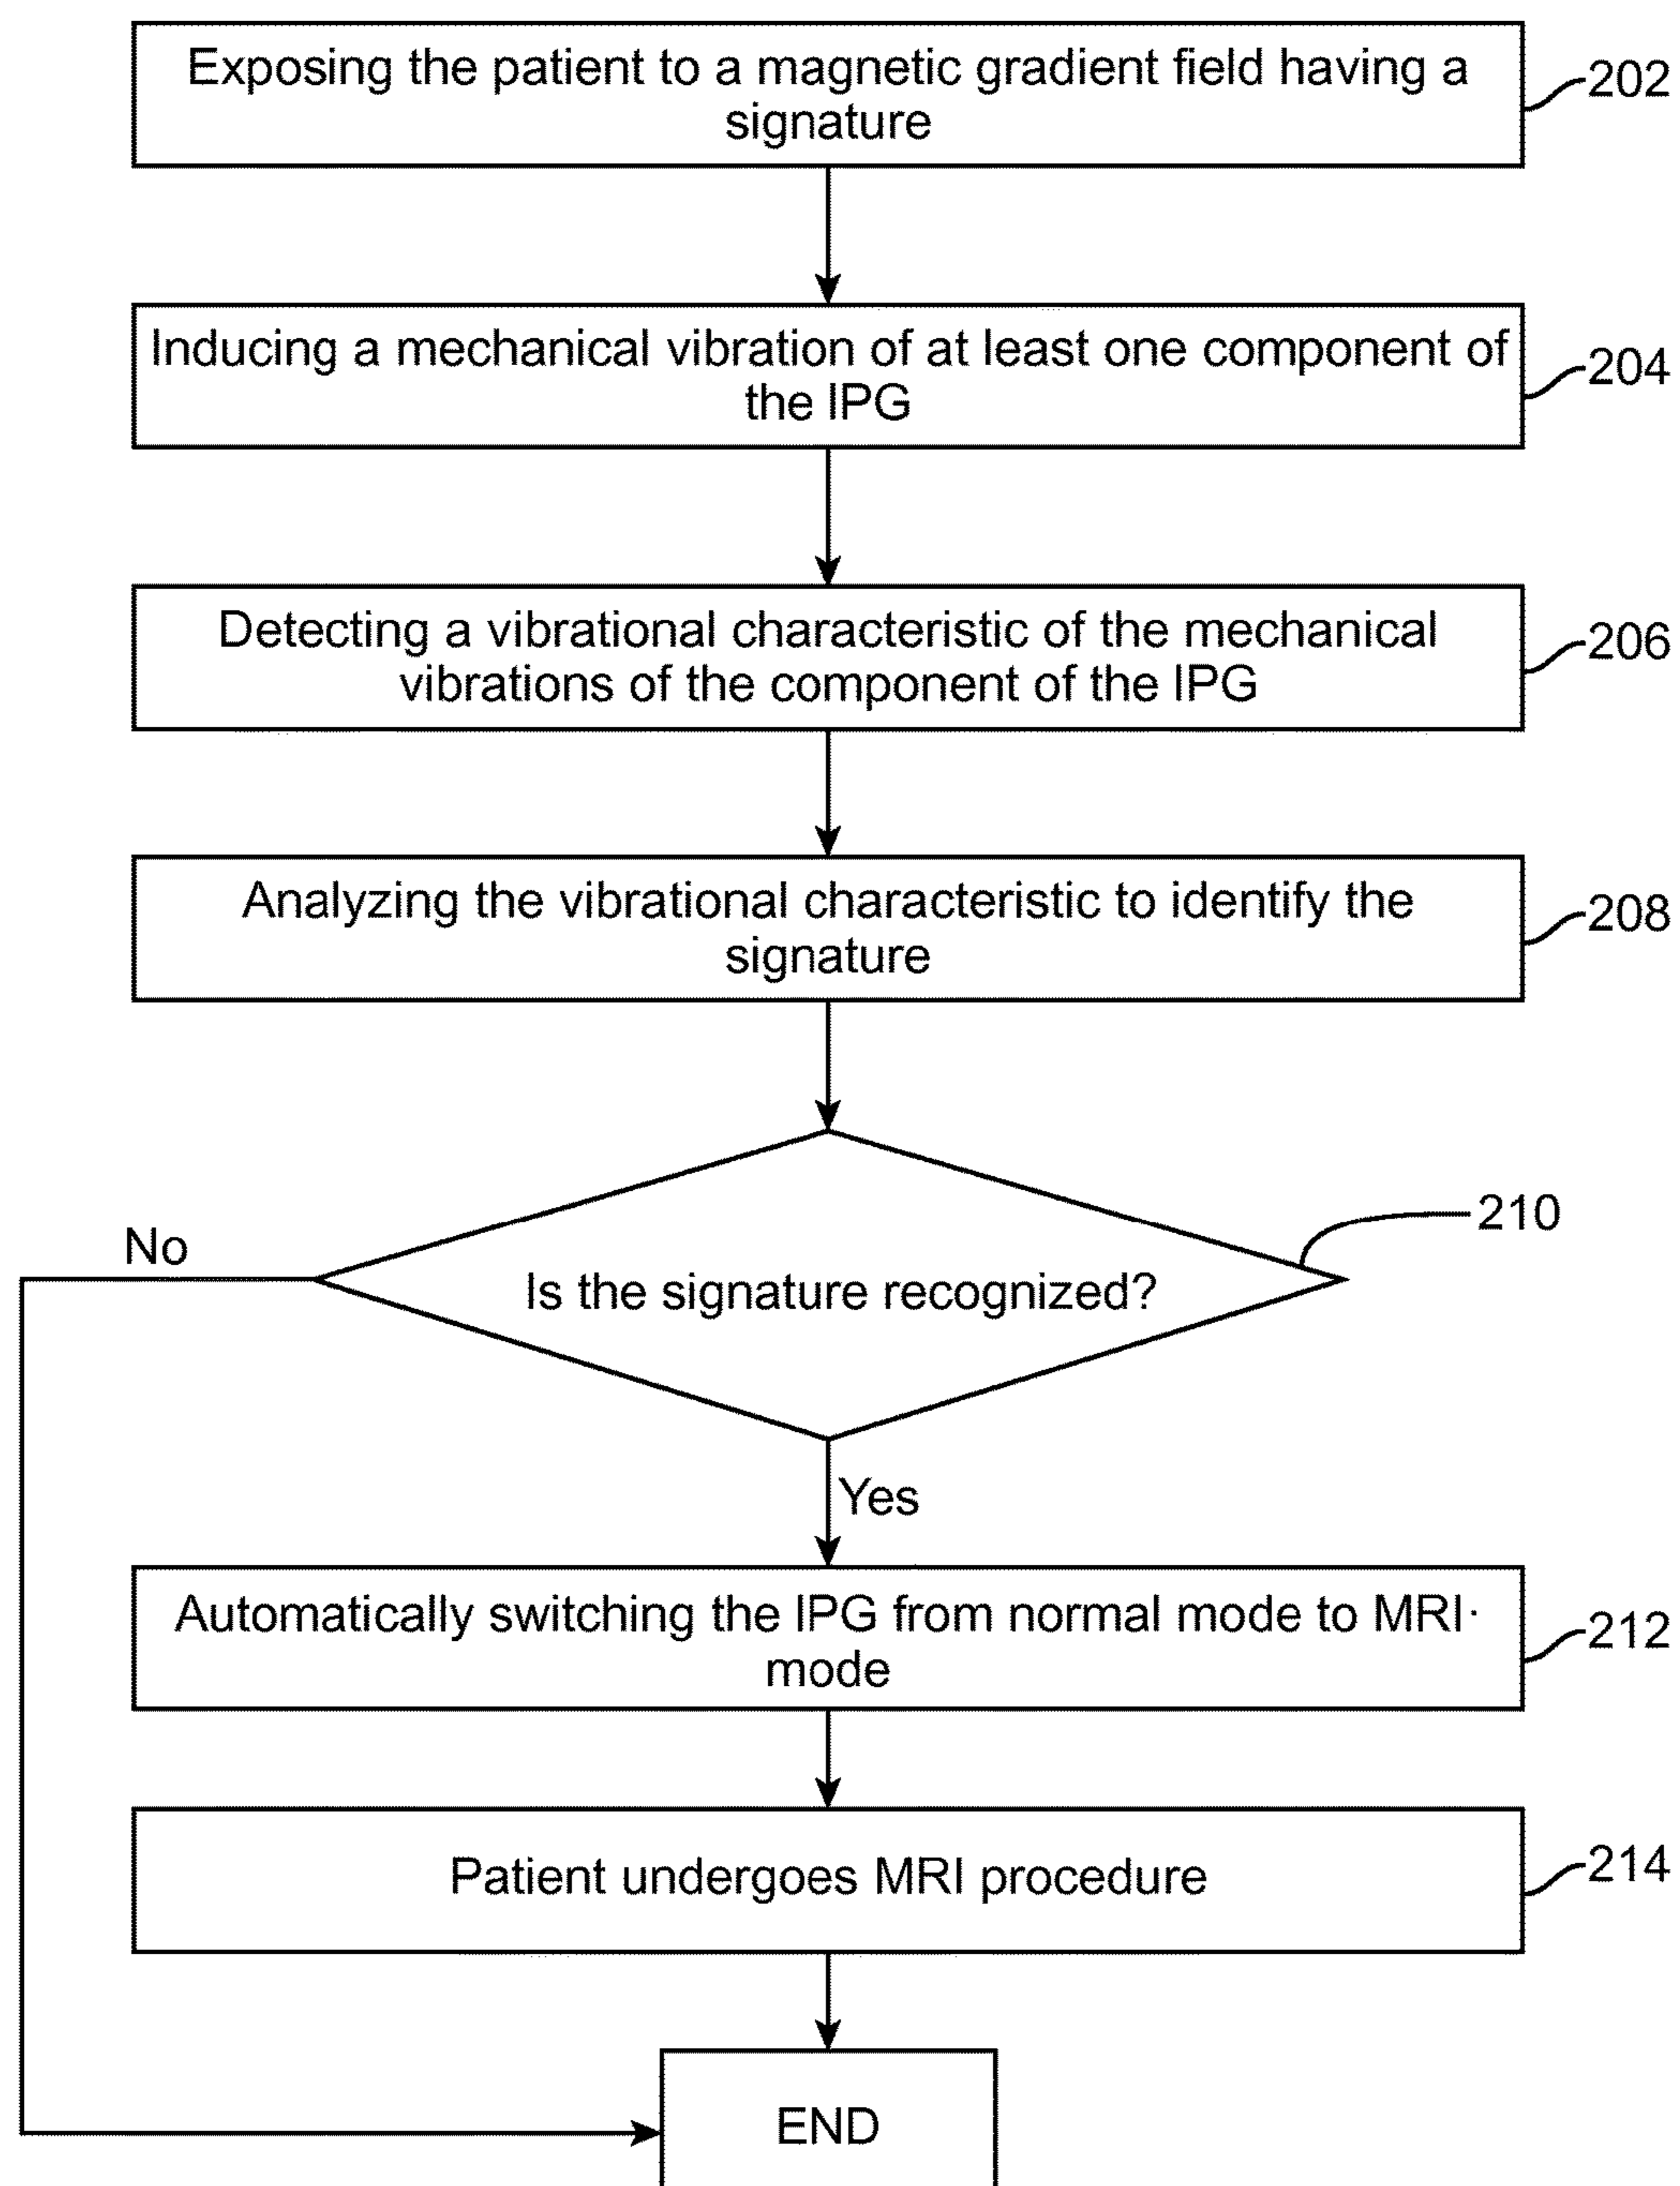 Exposing the patient to a magnetic gradient field having a
signature
202
Inducing a mechanical vibration of at least one component of
the IPG
204
Detecting a vibrational characteristic of the mechanical
vibrations of the component of the IPG
206
Analyzing the vibrational characteristic to identify the
signature
208
210
No
Is the signature recognized?
Yes
Automatically switching the IPG from normal mode to MRI-
mode
212
Patient undergoes MRI procedure
214
END